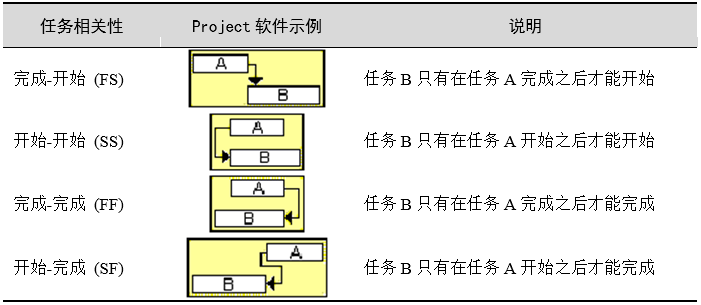 任务相关性 Project 软件示例 说明
A
完成-开始 (FS) 任务 B 只有在任务 A 完成之后才能开始
B
A
开始-开始 (SS) 任务 B 只有在任务 A 开始之后才能开始
B
A
完成-完成 (FF) 任务 B 只有在任务 A 完成之后才能完成
B
A
开始-完成 (SF) 任务 B 只有在任务 A 开始之后才能完成
B